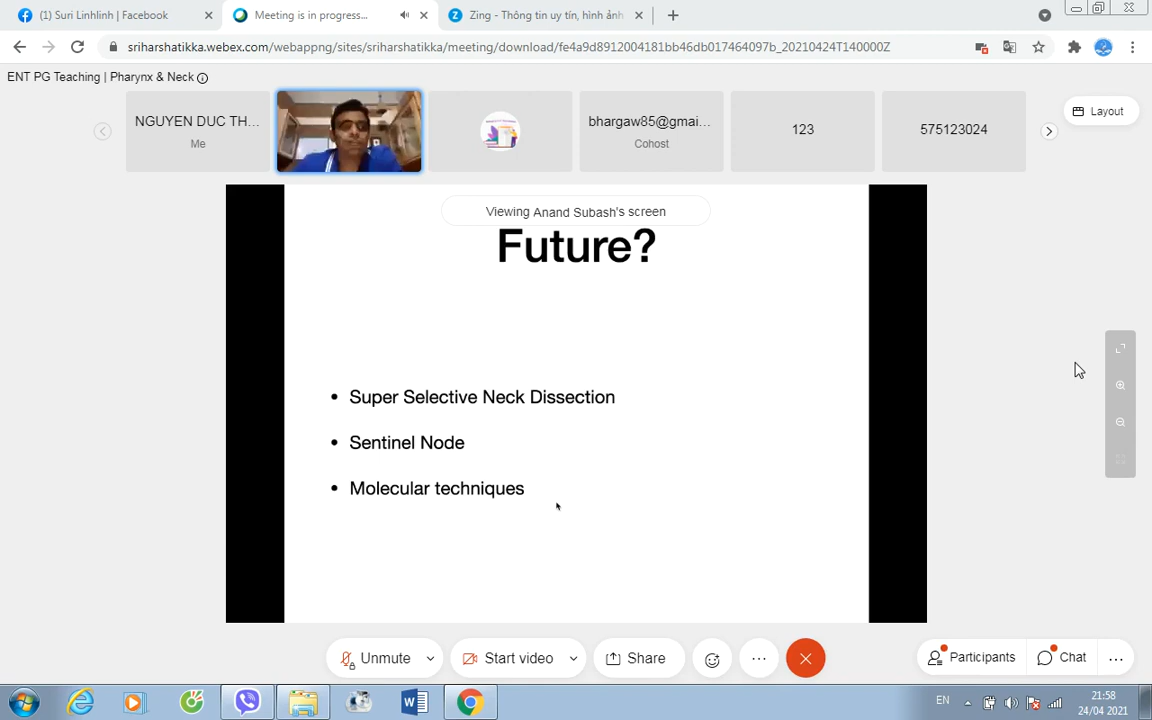 (1) Suri Linhlinh | Facebook
Meeting is in progress...
Zing - Thông tin uy tín, hình ảnh
sriharshatikka.webex.com/webappng/sites/sriharshatikka/meeting/download/fe4a9d8912004181bb46db017464097b_20210424T140000Z
ENT PG Teaching | Pharynx & Neck
NGUYEN DUC TH...
Me
bhargaw85@gmai...
Cohost
123
575123024
Layout
Viewing Anand Subash's screen
Future?
• Super Selective Neck Dissection
• Sentinel Node
• Molecular techniques
Unmute
Start video
Share
Participants
Chat
EN
21:58
24/04/2021